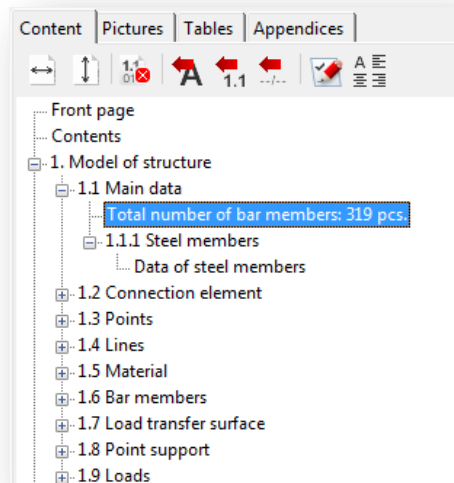 Content Pictures Tables Appendices
1.1 01 A 1.1 --/-- A
Front page
Contents
1. Model of structure
1.1 Main data
Total number of bar members: 319 pcs.
1.1.1 Steel members
Data of steel members
1.2 Connection element
1.3 Points
1.4 Lines
1.5 Material
1.6 Bar members
1.7 Load transfer surface
1.8 Point support
1.9 Loads